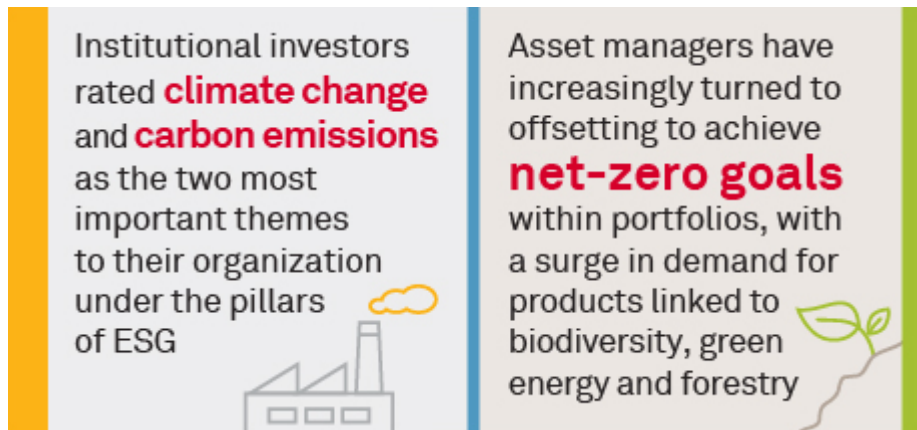 Institutional investors
rated climate change
and carbon emissions
as the two most
important themes
to their organization
under the pillars
of ESG
Asset managers have
increasingly turned to
offsetting to achieve
net-zero goals
within portfolios, with
a surge in demand for
products linked to
biodiversity, green
energy and forestry